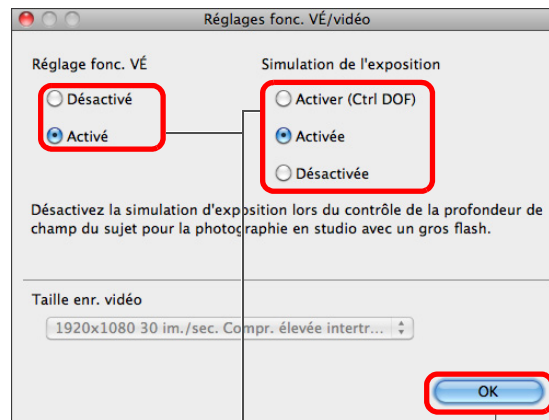 Réglages fonc. VÉ/vidéo
Réglage fonc. VÉ
Désactivé
Activé
Simulation de l'exposition
Activer (Ctrl DOF)
Activée
Désactivée
Désactivez la simulation d'exposition lors du contrôle de la profondeur de
champ du sujet pour la photographie en studio avec un gros flash.
Taille enr. vidéo
1920x1080 30 im./sec. Compr. élevée intertr...
OK